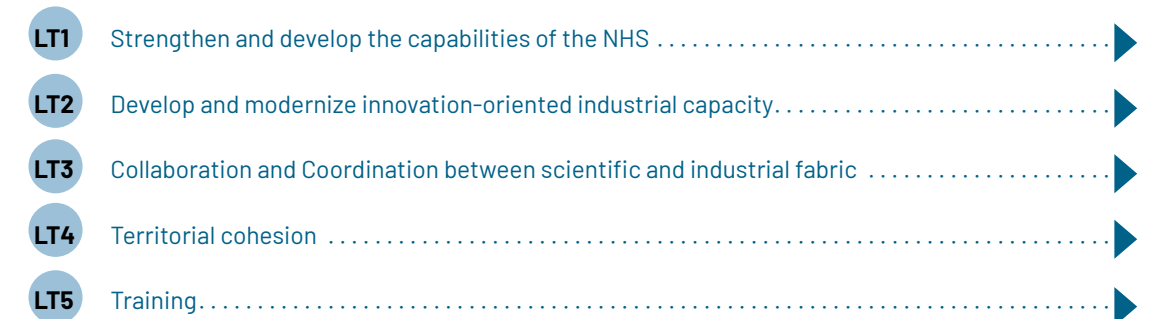 LT1 Strengthen and develop the capabilities of the NHS ........................................
LT2 Develop and modernize innovation-oriented industrial capacity..............................
LT3 Collaboration and Coordination between scientific and industrial fabric .....................
LT4 Territorial cohesion ....................................................................
LT5 Training...............................................................................